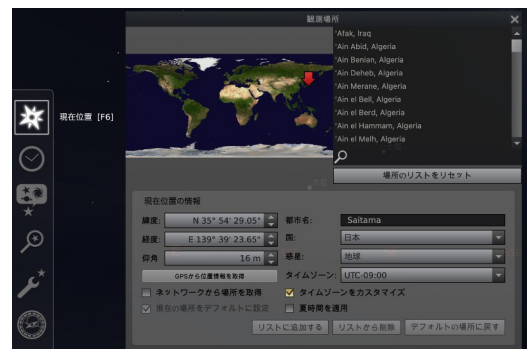 観測場所
'Afak, Iraq
'Ain Abid, Algeria
'Ain Benian, Algeria
'Ain Deheb, Algeria
'Ain Merane, Algeria
'Ain el Bell, Algeria
'Ain el Berd, Algeria
'Ain el Hammam, Algeria
'Ain el Melh, Algeria
場所のリストをリセット
現在位置 [F6]
現在位置の情報
緯度: N 35° 54' 29.05" 都市名: Saitama
経度: E 139° 39' 23.65" 国: 日本
仰角 16 m 惑星: 地球
GPSから位置情報を取得 タイムゾーン: UTC-09:00
ネットワークから場所を取得 タイムゾーンをカスタマイズ
現在の場所をデフォルトに設定 夏時間を適用
リストに追加する リストから削除 デフォルトの場所に戻す